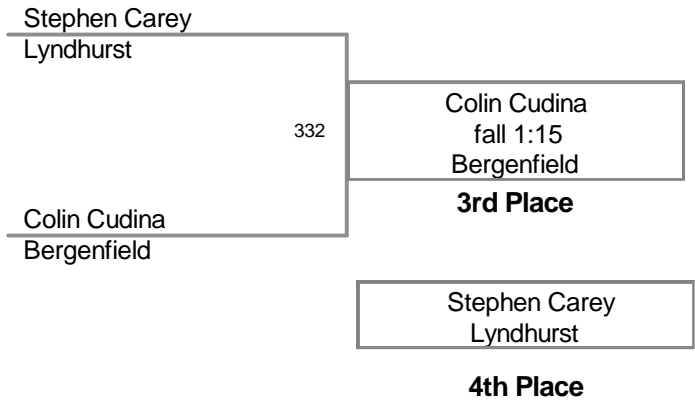 Stephen Carey
Lyndhurst
332
Colin Cudina
fall 1:15
Bergenfield
3rd Place
Colin Cudina
Bergenfield
Stephen Carey
Lyndhurst
4th Place